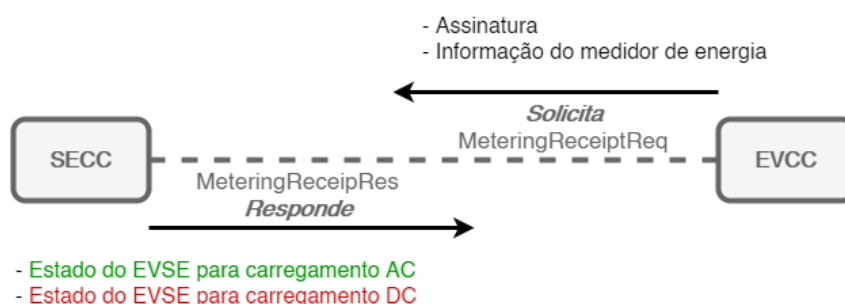 - Assinatura
- Informação do medidor de energia
Solicita
MeteringReceiptReq
SECC
EVCC
MeteringReceipRes
Responde
- Estado do EVSE para carregamento AC
- Estado do EVSE para carregamento DC